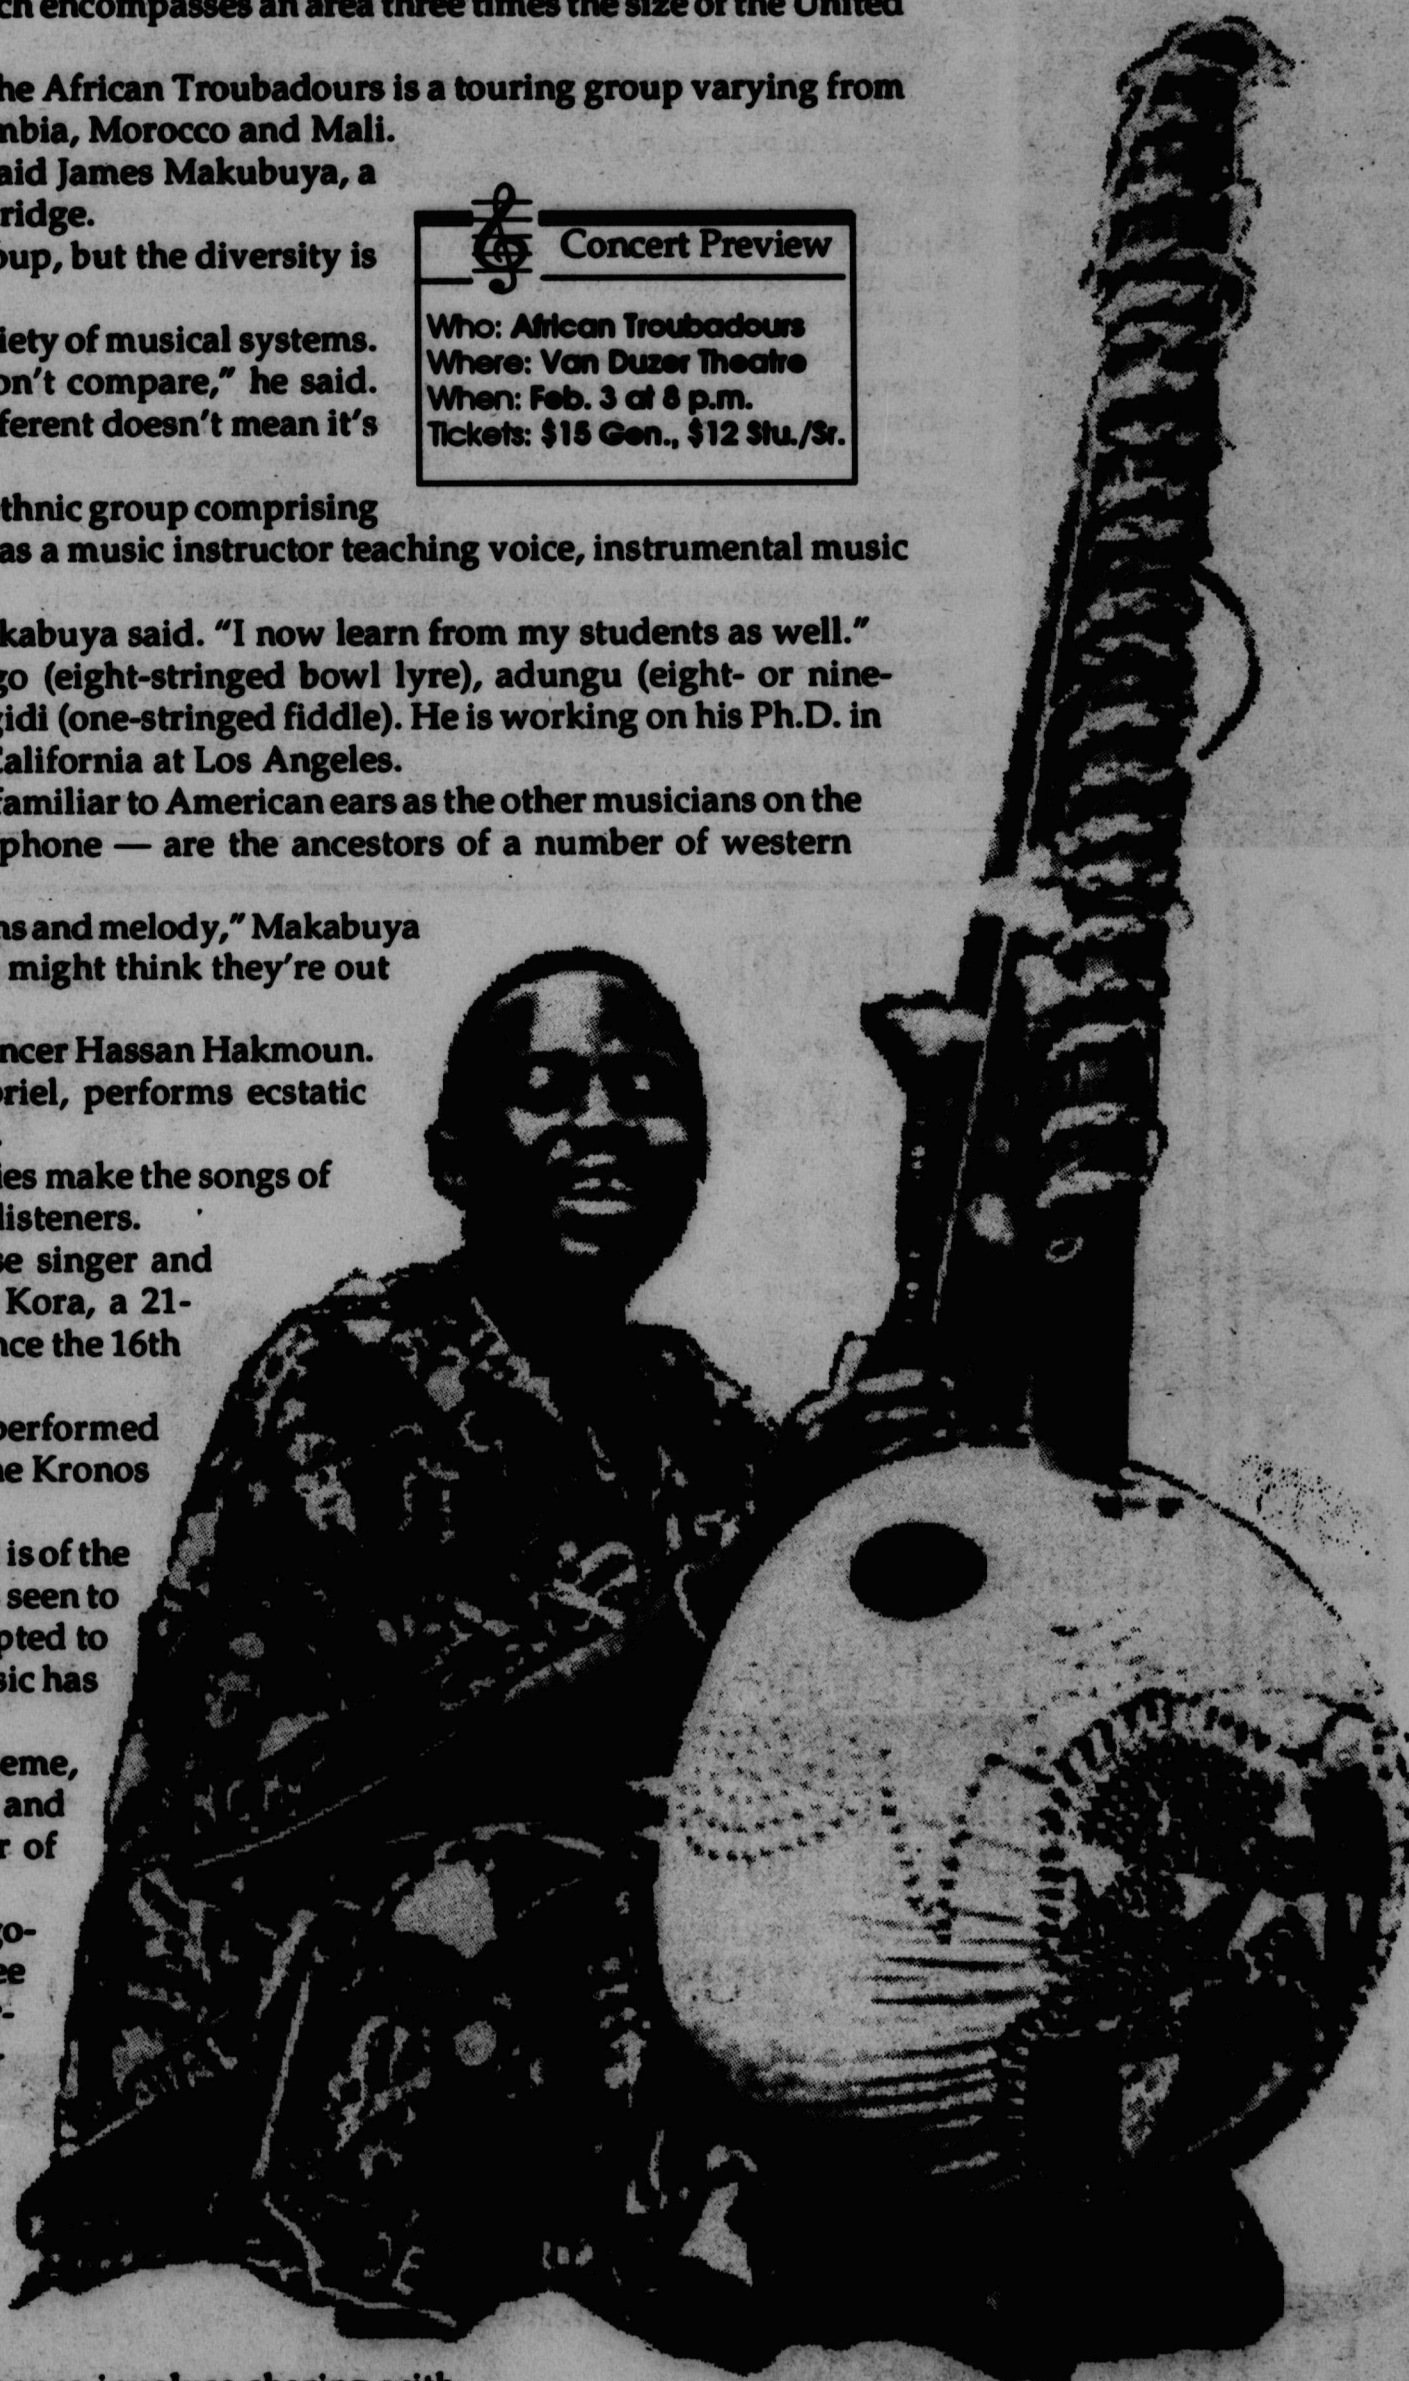 ch encompasses an area three times the size of the United
he African Troubadours is a touring group varying from
mbia, Morocco and Mali.
aid James Makubuya, a
ridge.
oup, but the diversity is
iety of musical systems.
on't compare," he said.
fferent doesn't mean it's
thnic group comprising
as a music instructor teaching voice, instrumental music
kabuya said. "I now learn from my students as well."
go (eight-stringed bowl lyre), adungu (eight- or nine-
gidi (one-stringed fiddle). He is working on his Ph.D. in
California at Los Angeles.
familiar to American ears as the other musicians on the
phone — are the ancestors of a number of western
ns and melody," Makabuya
might think they're out
ncer Hassan Hakmoun.
briel, performs ecstatic
ies make the songs of
listeners.
se singer and
Kora, a 21-
nce the 16th
performed
he Kronos
is of the
seen to
pted to
sic has
eme,
and
r of
go-
ee
Concert Preview
Who: African Troubadours
Where: Van Duzer Theatre
When: Feb. 3 at 8 p.m.
Tickets: $15 Gen., $12 Stu./Sr.